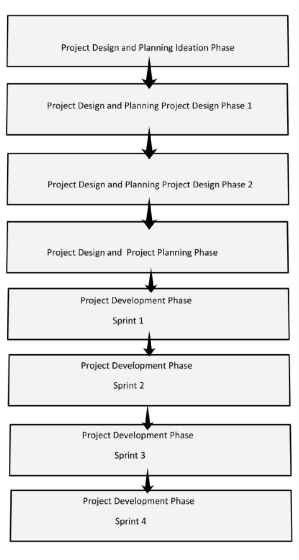 Project Design and Planning Ideation Phase
Project Design and Planning Project Design Phase 1
Project Design and Planning Project Design Phase 2
Project Design and Project Planning Phase
Project Development Phase
Sprint 1
Project Development Phase
Sprint 2
Project Development Phase
Sprint 3
Project Development Phase
Sprint 4